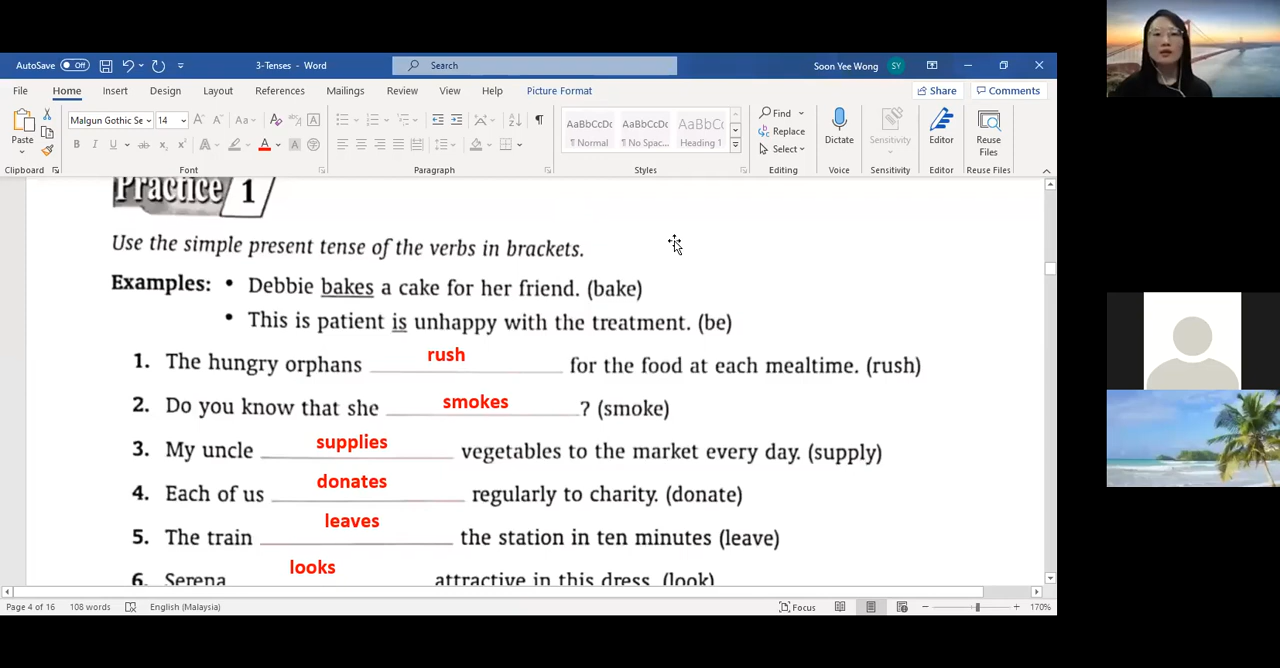 AutoSave Off 3-Tenses - Word Search Soon Yee Wong SY
File Home Insert Design Layout References Mailings Review View Help Picture Format Share Comments
Malgun Gothic Se 14 A A Aa A A
Paste B I U ab x x A A A
AaBbCcDc AaBbCcDc AaBbC
¶ Normal ¶ No Spac... Heading 1
Find
Replace
Select
Dictate Sensitivity Editor Reuse Files
Clipboard Font Paragraph Styles Editing Voice Sensitivity Editor Reuse Files
Practice 1
Use the simple present tense of the verbs in brackets.
Examples: • Debbie bakes a cake for her friend. (bake)
• This is patient is unhappy with the treatment. (be)
1. The hungry orphans rush for the food at each mealtime. (rush)
2. Do you know that she smokes ? (smoke)
3. My uncle supplies vegetables to the market every day. (supply)
4. Each of us donates regularly to charity. (donate)
5. The train leaves the station in ten minutes (leave)
6. Serena looks attractive in this dress. (look)
Page 4 of 16 108 words English (Malaysia) Focus 170%